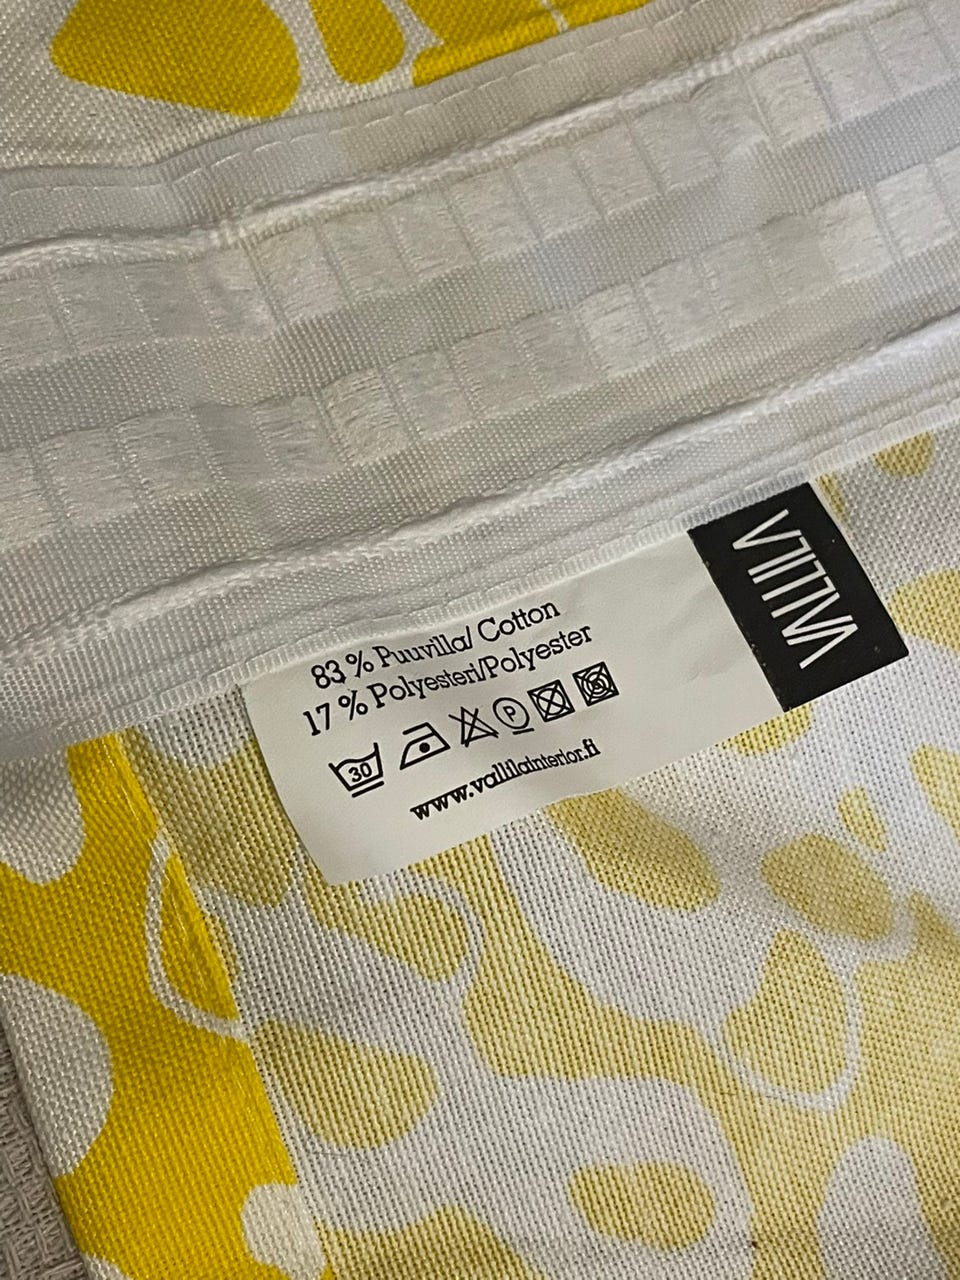 83 % Puuvilla/ Cotton
17 % Polyesteri/Polyester
30 P
www.vallilainterior.fi
VALLILA